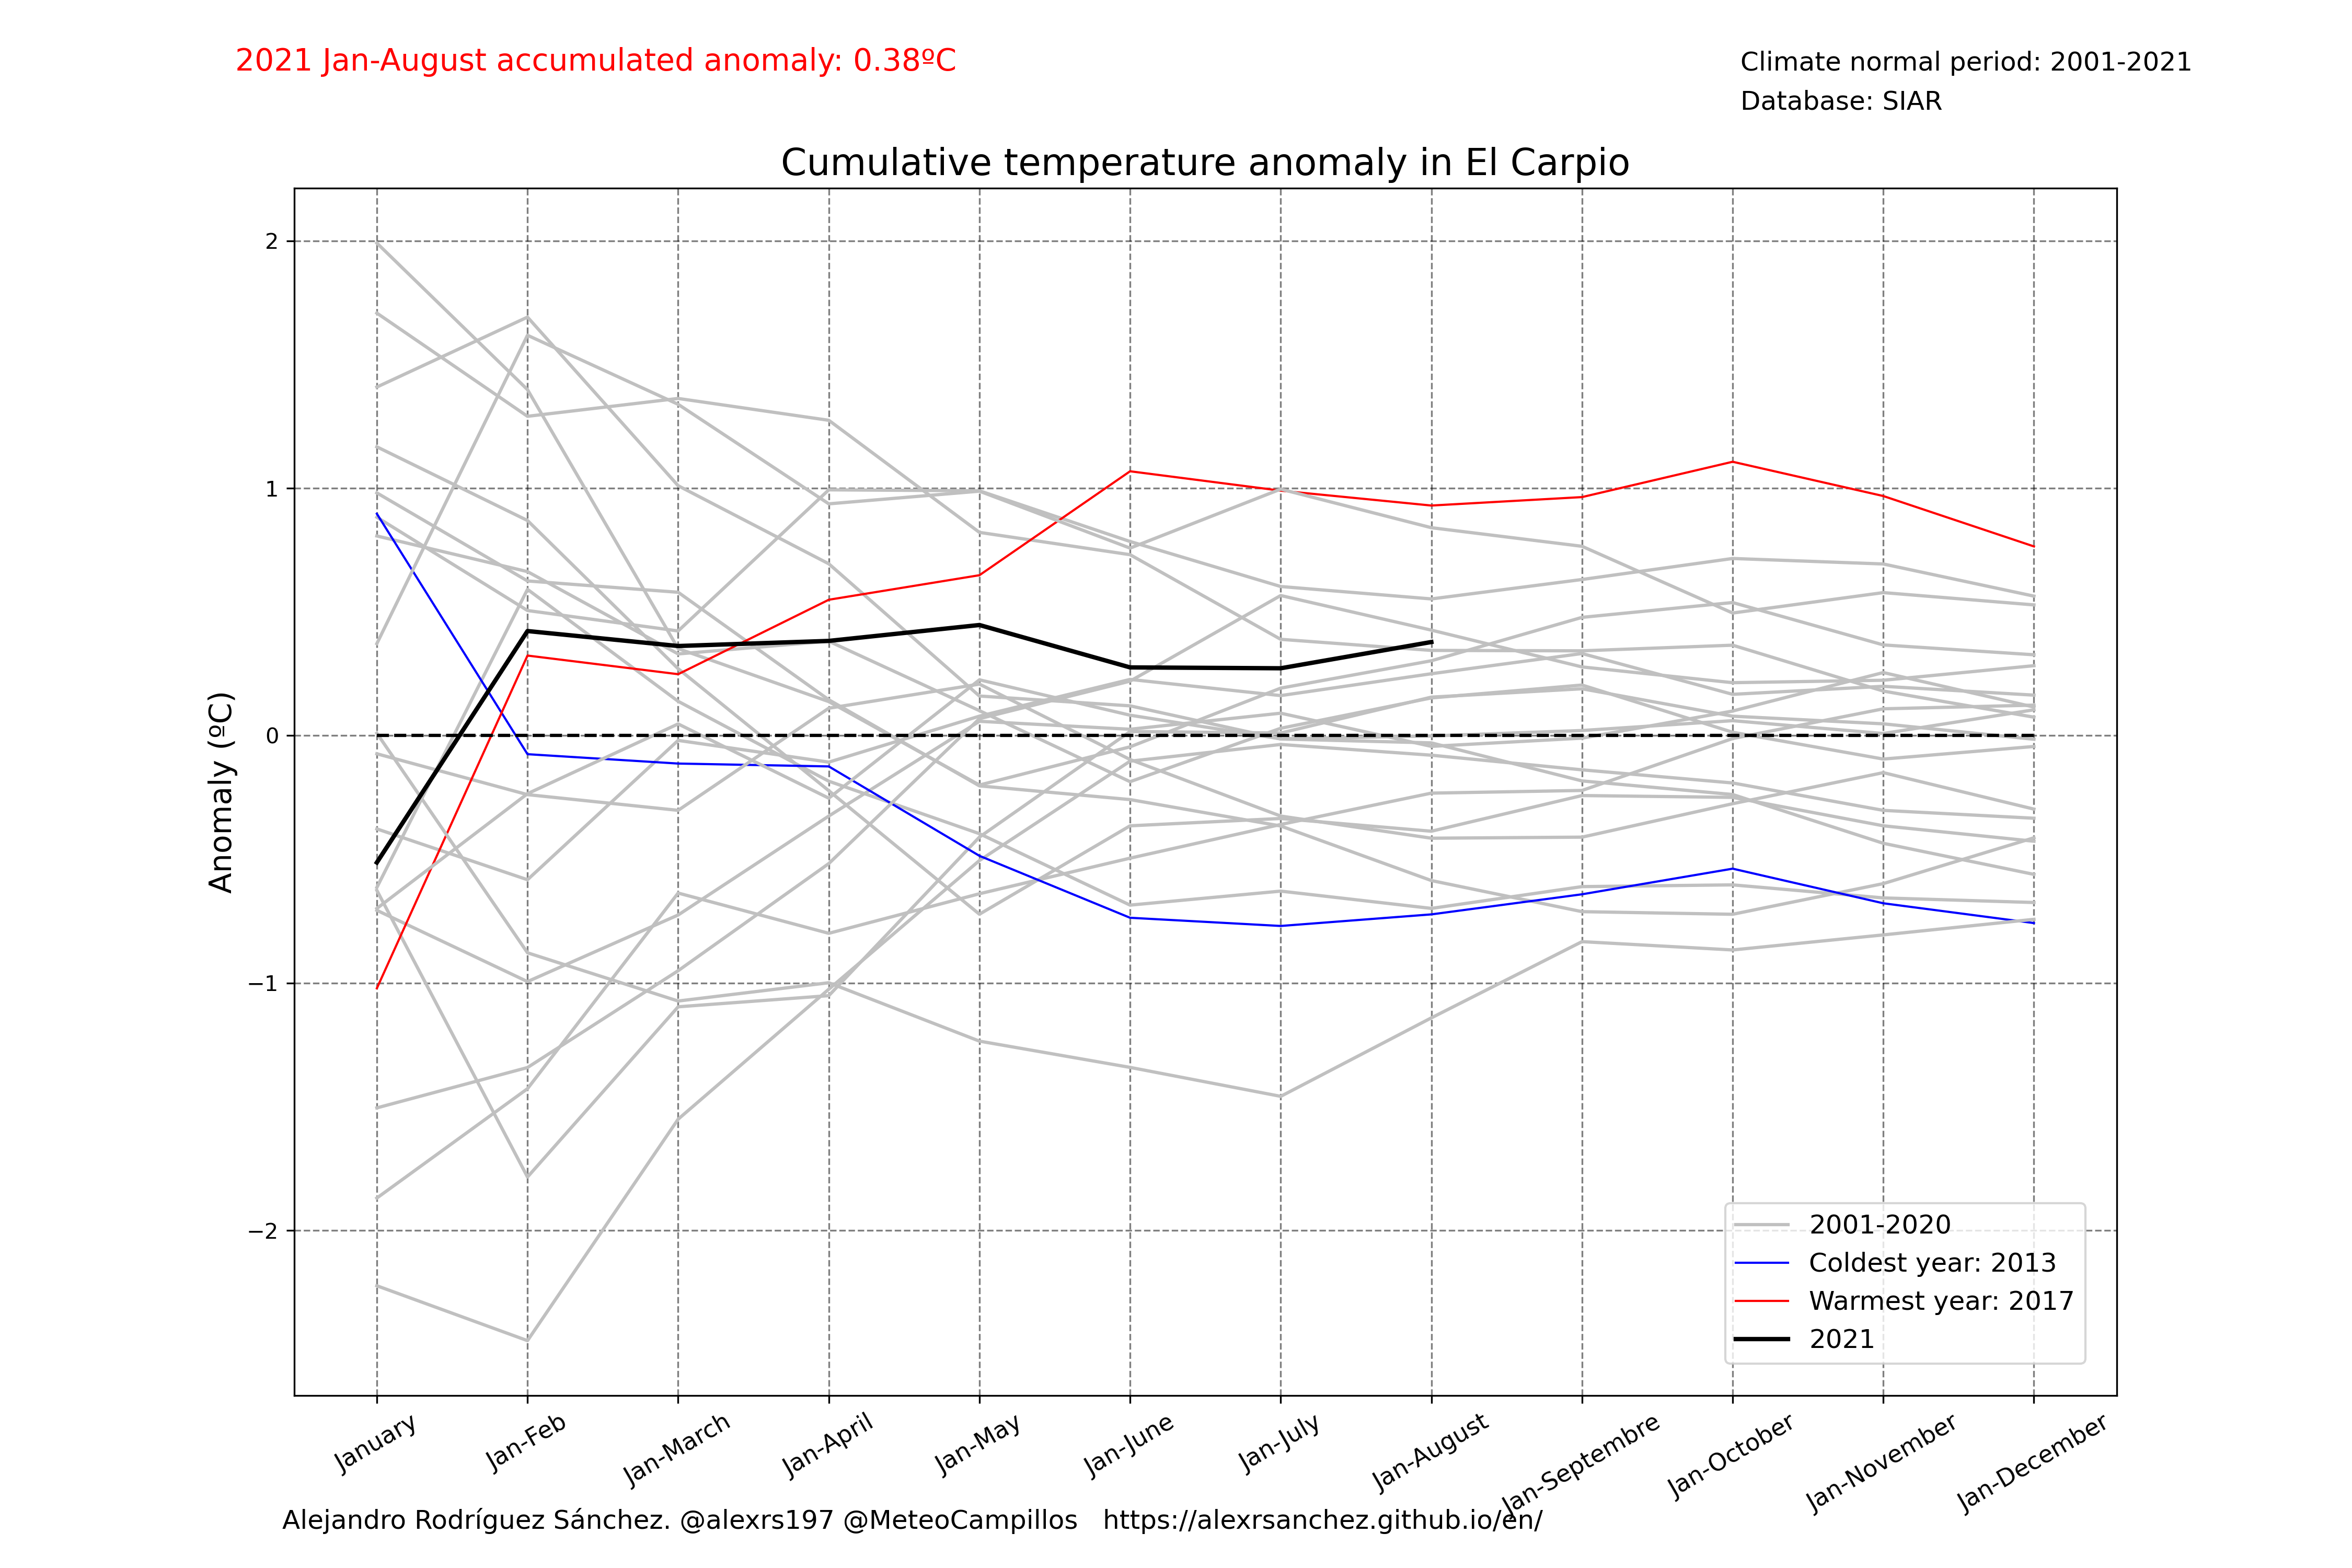 2021 Jan-August accumulated anomaly: 0.38ºC
Climate normal period: 2001-2021
Database: SIAR
Cumulative temperature anomaly in El Carpio
Anomaly (ºC)
2
1
0
−1
−2
2001-2020
Coldest year: 2013
Warmest year: 2017
2021
January
Jan-Feb
Jan-March
Jan-April
Jan-May
Jan-June
Jan-July
Jan-August
Jan-Septembre
Jan-October
Jan-November
Jan-December
Alejandro Rodríguez Sánchez. @alexrs197 @MeteoCampillos https://alexrsanchez.github.io/en/